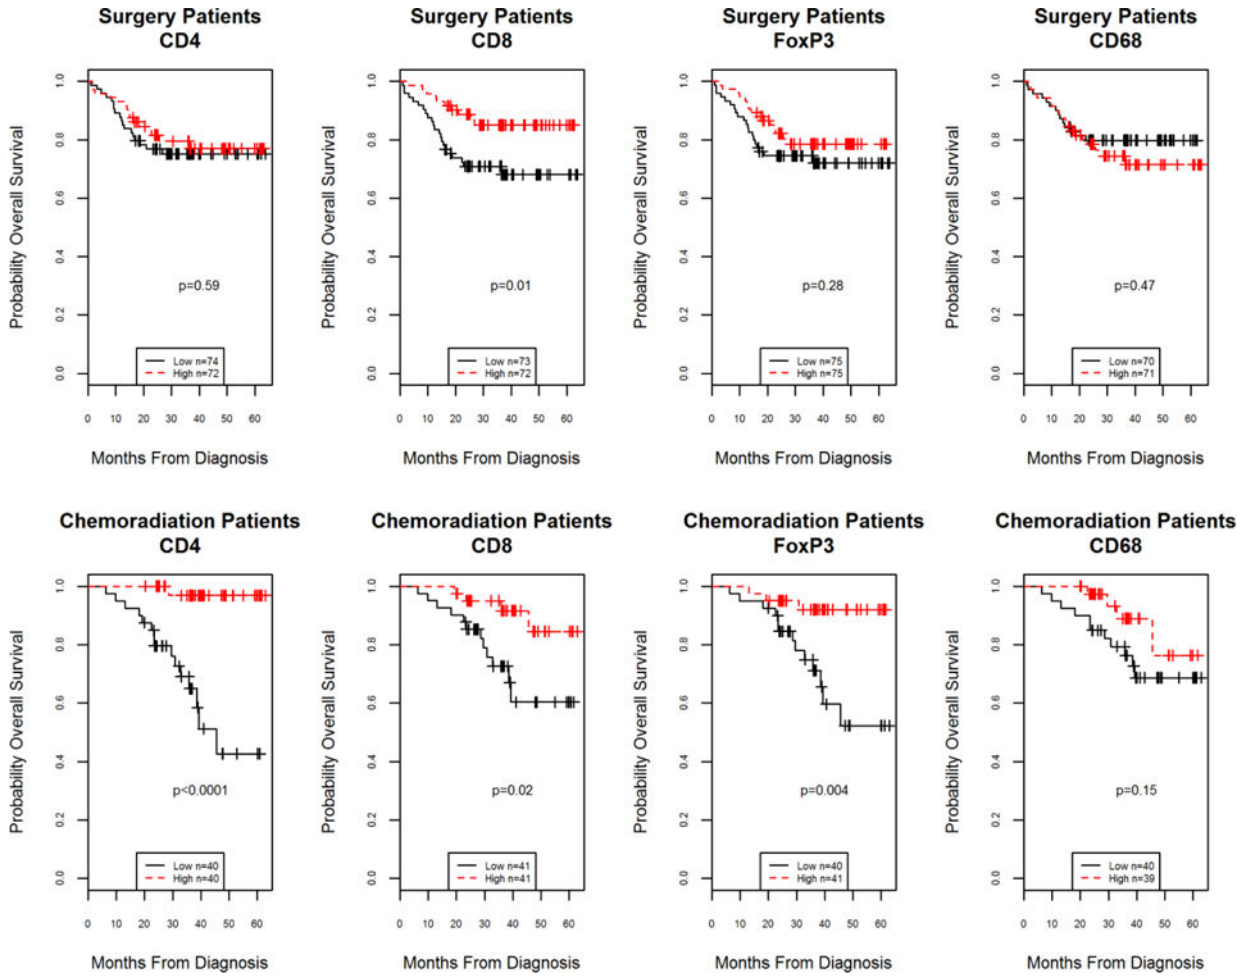 Surgery Patients
CD4
Probability Overall Survival
1.0
0.8
0.6
0.4
0.2
0.0
p=0.59
Low n=74
High n=72
0 10 20 30 40 50 60
Months From Diagnosis
Surgery Patients
CD8
Probability Overall Survival
1.0
0.8
0.6
0.4
0.2
0.0
p=0.01
Low n=73
High n=72
0 10 20 30 40 50 60
Months From Diagnosis
Surgery Patients
FoxP3
Probability Overall Survival
1.0
0.8
0.6
0.4
0.2
0.0
p=0.28
Low n=75
High n=75
0 10 20 30 40 50 60
Months From Diagnosis
Surgery Patients
CD68
Probability Overall Survival
1.0
0.8
0.6
0.4
0.2
0.0
p=0.47
Low n=70
High n=71
0 10 20 30 40 50 60
Months From Diagnosis
Chemoradiation Patients
CD4
Probability Overall Survival
1.0
0.8
0.6
0.4
0.2
0.0
p<0.0001
Low n=40
High n=40
0 10 20 30 40 50 60
Months From Diagnosis
Chemoradiation Patients
CD8
Probability Overall Survival
1.0
0.8
0.6
0.4
0.2
0.0
p=0.02
Low n=41
High n=41
0 10 20 30 40 50 60
Months From Diagnosis
Chemoradiation Patients
FoxP3
Probability Overall Survival
1.0
0.8
0.6
0.4
0.2
0.0
p=0.004
Low n=40
High n=41
0 10 20 30 40 50 60
Months From Diagnosis
Chemoradiation Patients
CD68
Probability Overall Survival
1.0
0.8
0.6
0.4
0.2
0.0
p=0.15
Low n=40
High n=39
0 10 20 30 40 50 60
Months From Diagnosis